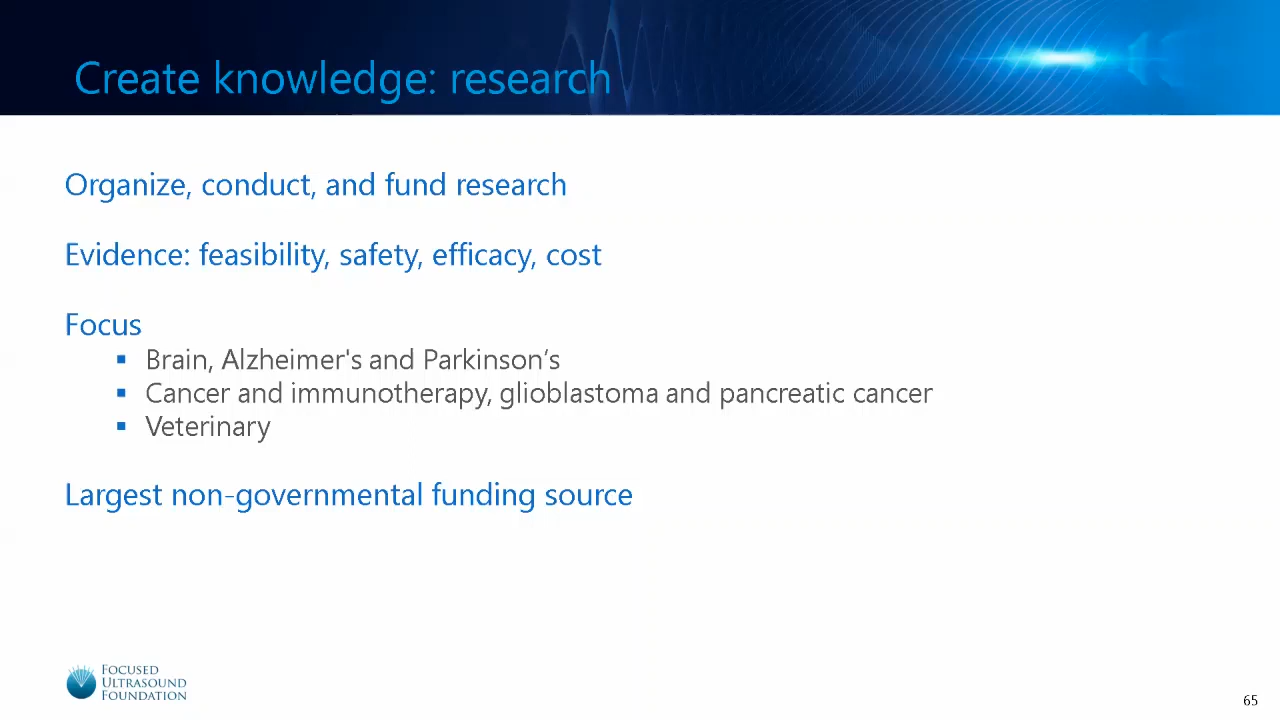 Create knowledge: research
Organize, conduct, and fund research
Evidence: feasibility, safety, efficacy, cost
Focus
▪ Brain, Alzheimer's and Parkinson’s
▪ Cancer and immunotherapy, glioblastoma and pancreatic cancer
▪ Veterinary
Largest non-governmental funding source
FOCUSED
ULTRASOUND
FOUNDATION
65